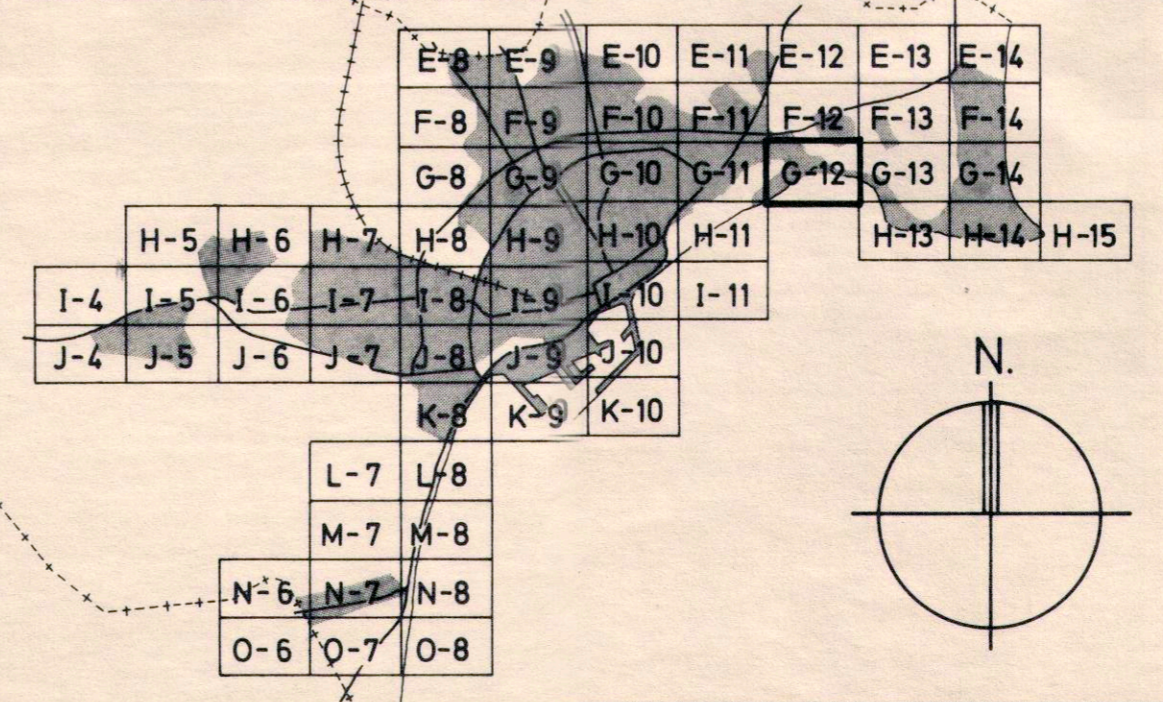 E-8 E-9 E-10 E-11 E-12 E-13 E-14
F-8 F-9 F-10 F-11 F-12 F-13 F-14
G-8 G-9 G-10 G-11 G-12 G-13 G-14
H-5 H-6 H-7 H-8 H-9 H-10 H-11 H-13 H-14 H-15
I-4 I-5 I-6 I-7 I-8 I-9 I-10 I-11
J-4 J-5 J-6 J-7 J-8 J-9 J-10
N.
K-8 K-9 K-10
L-7 L-8
M-7 M-8
N-6 N-7 N-8
O-6 O-7 O-8